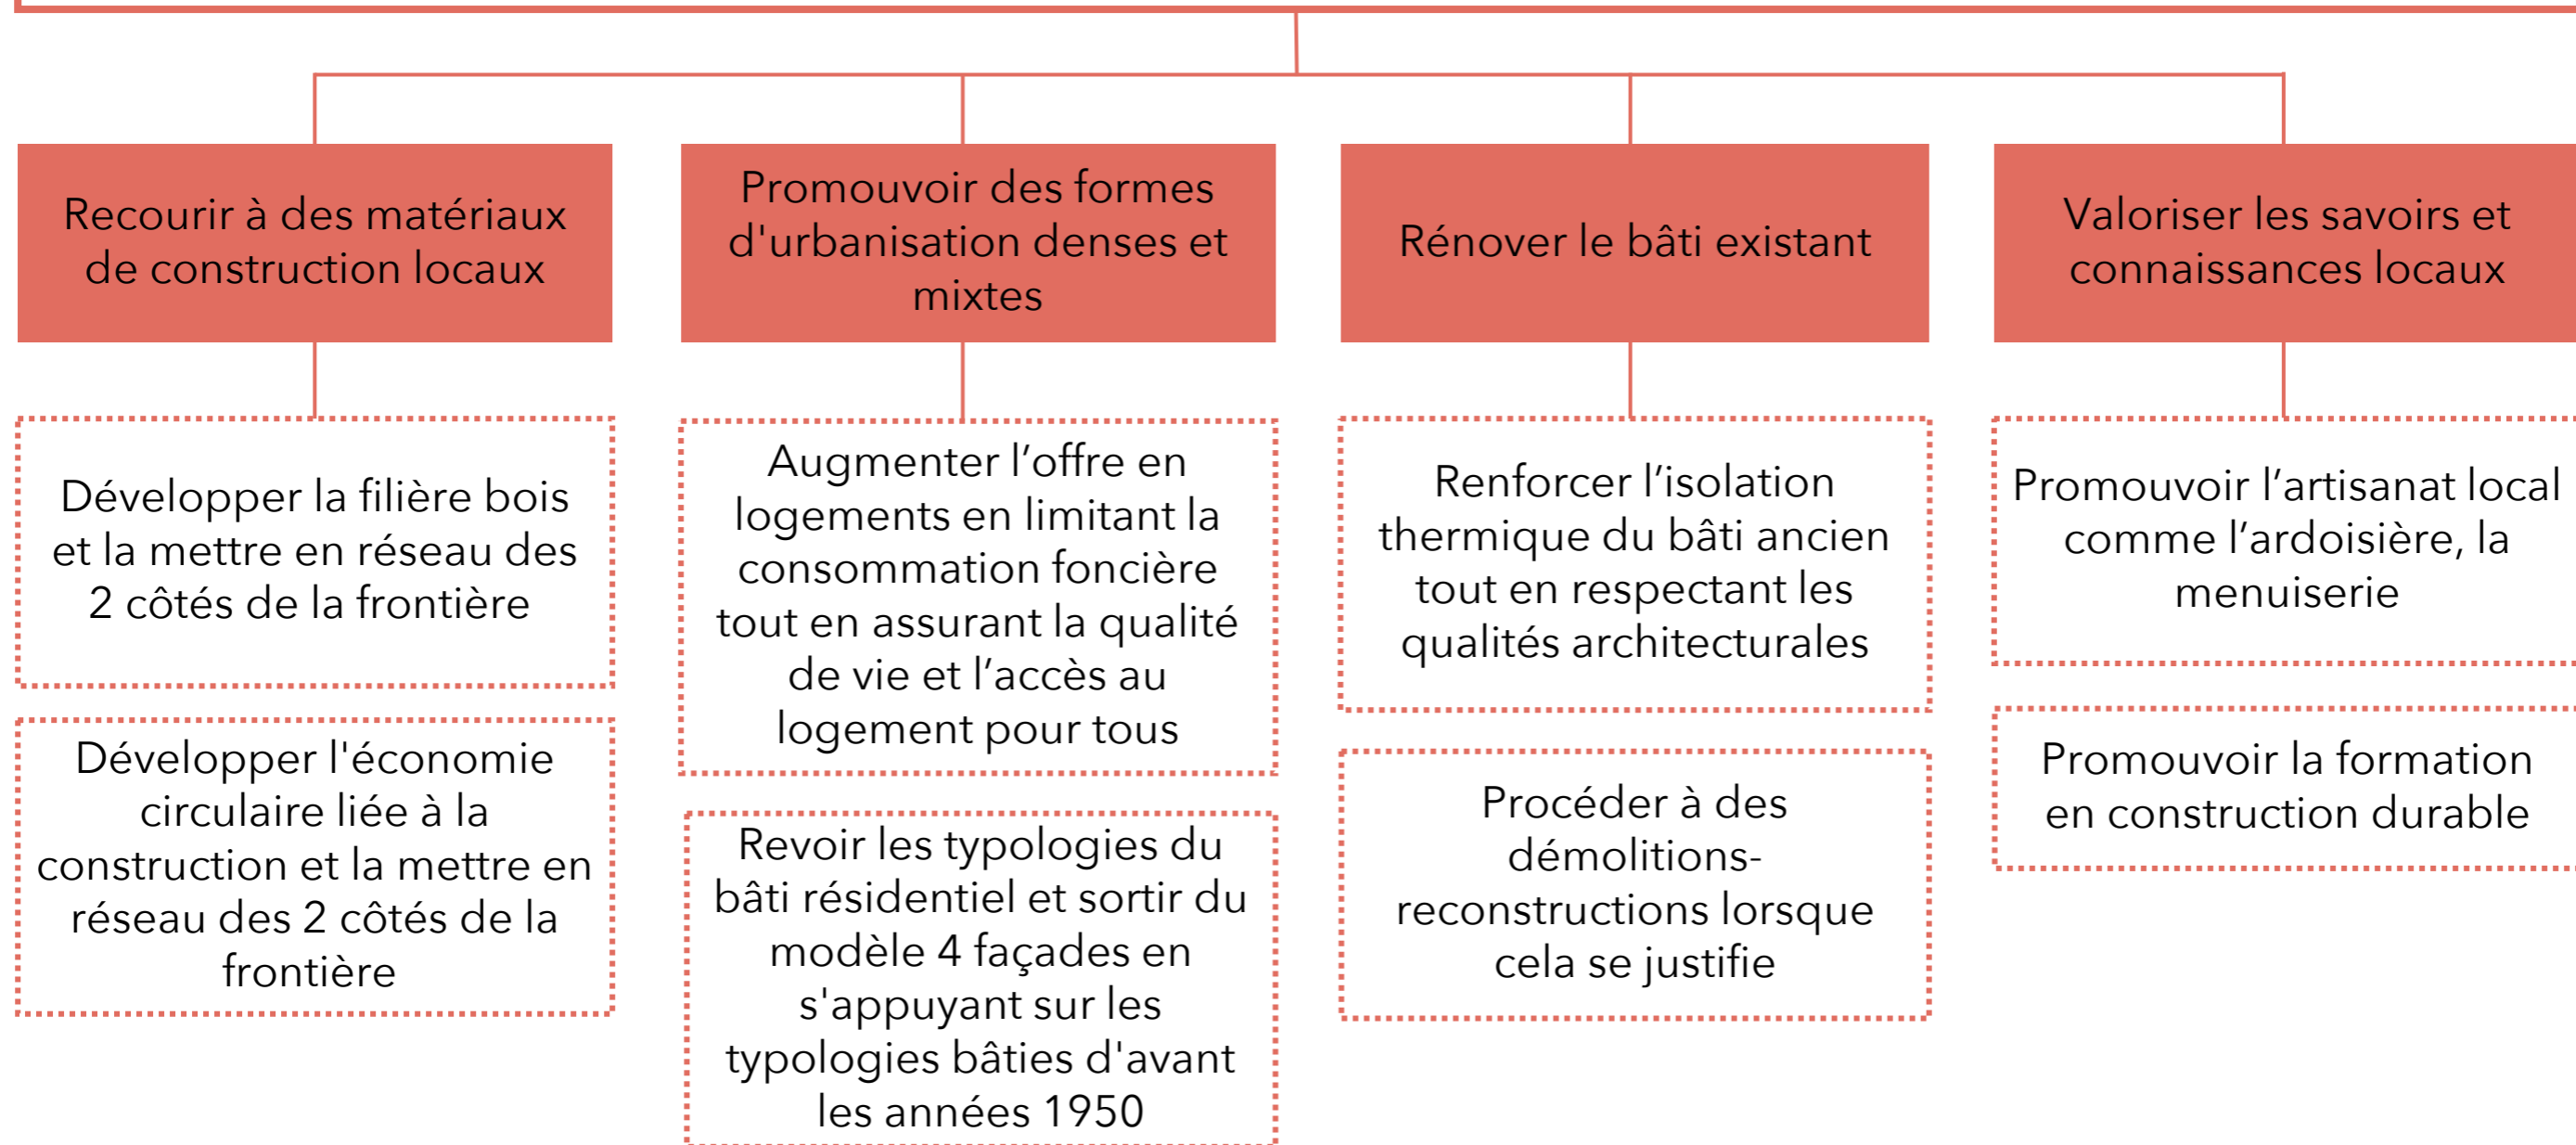 Recourir à des matériaux
de construction locaux
Promouvoir des formes
d'urbanisation denses et
mixtes
Rénover le bâti existant
Valoriser les savoirs et
connaissances locaux
Développer la filière bois
et la mettre en réseau des
2 côtés de la frontière
Développer l'économie
circulaire liée à la
construction et la mettre en
réseau des 2 côtés de la
frontière
Augmenter l’offre en
logements en limitant la
consommation foncière
tout en assurant la qualité
de vie et l’accès au
logement pour tous
Revoir les typologies du
bâti résidentiel et sortir du
modèle 4 façades en
s'appuyant sur les
typologies bâties d'avant
les années 1950
Renforcer l’isolation
thermique du bâti ancien
tout en respectant les
qualités architecturales
Procéder à des
démolitions-
reconstructions lorsque
cela se justifie
Promouvoir l’artisanat local
comme l’ardoisière, la
menuiserie
Promouvoir la formation
en construction durable